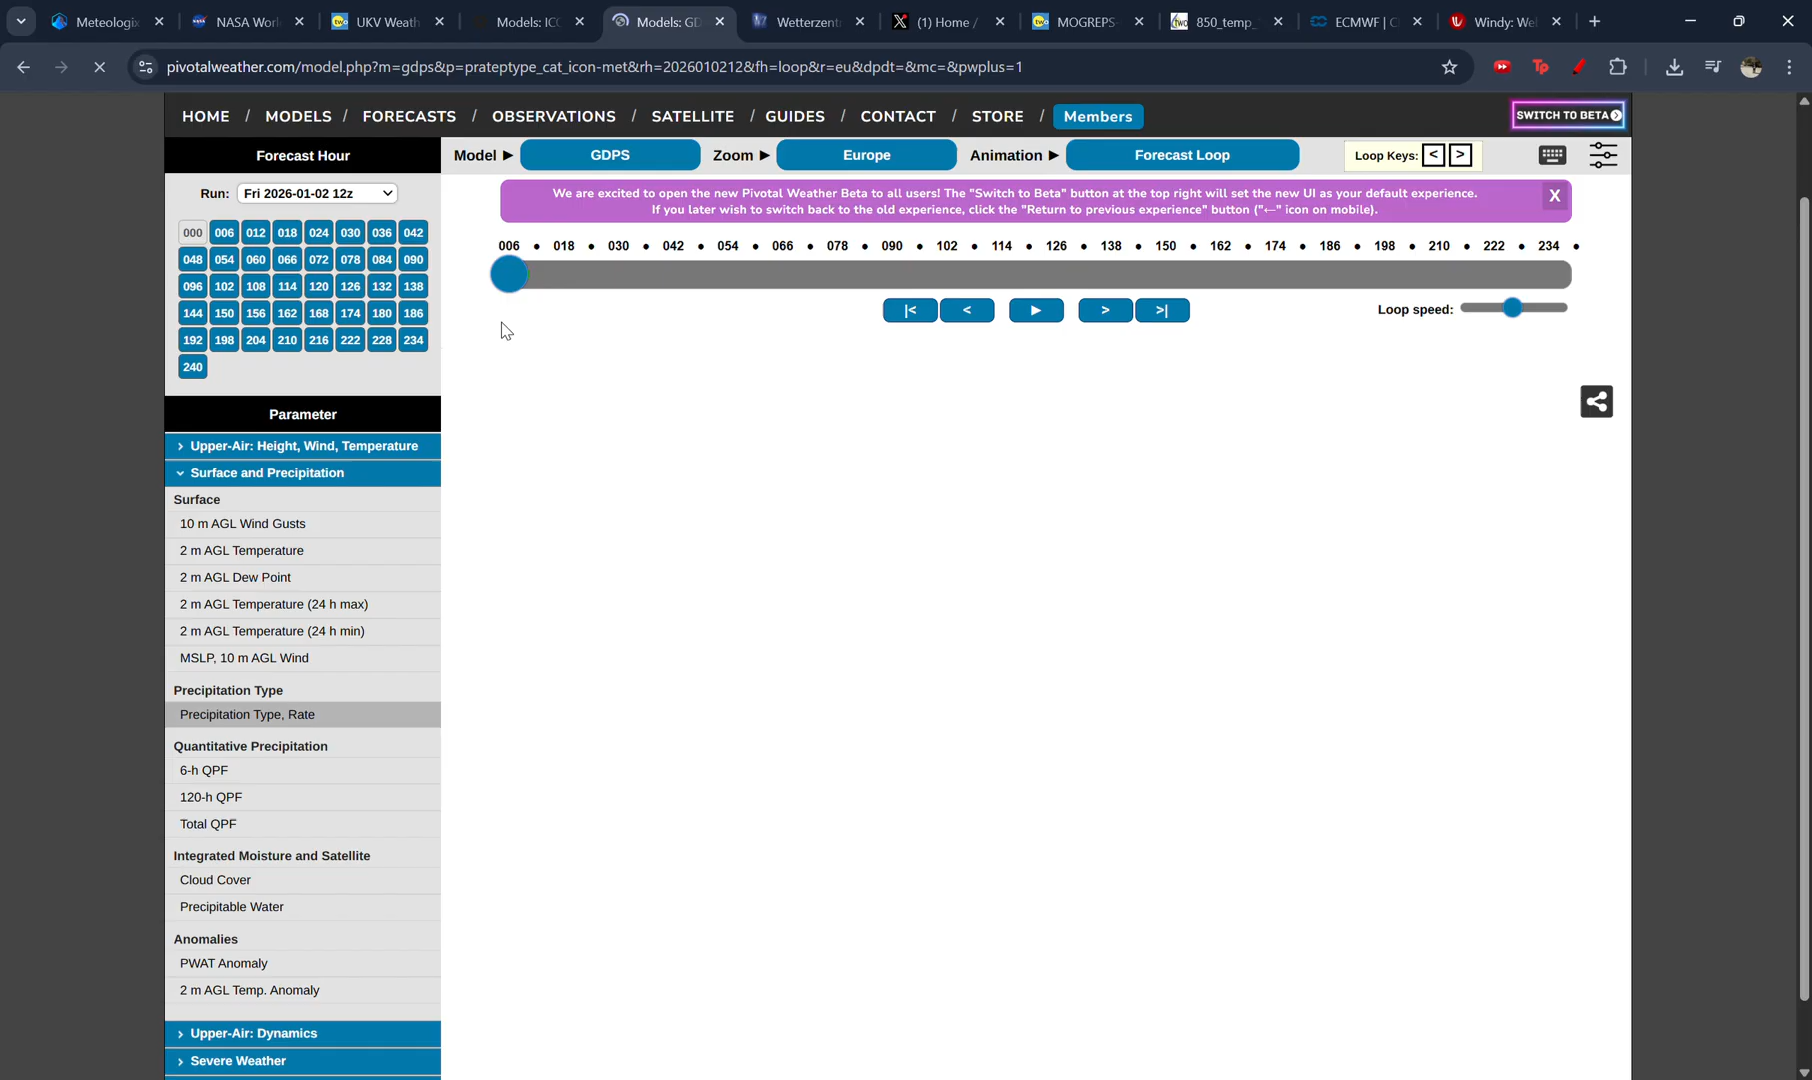 Meteologix
NASA Worl
UKV Weath
Models: ICO
Models: GD
Wetterzentr
(1) Home /
MOGREPS-
850_temp_
ECMWF | C
Windy: We
pivotalweather.com/model.php?m=gdps&p=prateptype_cat_icon-met&rh=2026010212&fh=loop&r=eu&dpdt=&mc=&pwplus=1
HOME / MODELS / FORECASTS / OBSERVATIONS / SATELLITE / GUIDES / CONTACT / STORE / Members
SWITCH TO BETA
Forecast Hour
Model ▶ GDPS Zoom ▶ Europe Animation ▶ Forecast Loop Loop Keys: < >
Run: Fri 2026-01-02 12z
000 006 012 018 024 030 036 042
048 054 060 066 072 078 084 090
096 102 108 114 120 126 132 138
144 150 156 162 168 174 180 186
192 198 204 210 216 222 228 234
240
We are excited to open the new Pivotal Weather Beta to all users! The "Switch to Beta" button at the top right will set the new UI as your default experience.
If you later wish to switch back to the old experience, click the "Return to previous experience" button ("←" icon on mobile).
X
006 • 018 • 030 • 042 • 054 • 066 • 078 • 090 • 102 • 114 • 126 • 138 • 150 • 162 • 174 • 186 • 198 • 210 • 222 • 234 •
|< < ▶ > >|
Loop speed:
Parameter
› Upper-Air: Height, Wind, Temperature
Surface and Precipitation
Surface
10 m AGL Wind Gusts
2 m AGL Temperature
2 m AGL Dew Point
2 m AGL Temperature (24 h max)
2 m AGL Temperature (24 h min)
MSLP, 10 m AGL Wind
Precipitation Type
Precipitation Type, Rate
Quantitative Precipitation
6-h QPF
120-h QPF
Total QPF
Integrated Moisture and Satellite
Cloud Cover
Precipitable Water
Anomalies
PWAT Anomaly
2 m AGL Temp. Anomaly
› Upper-Air: Dynamics
› Severe Weather